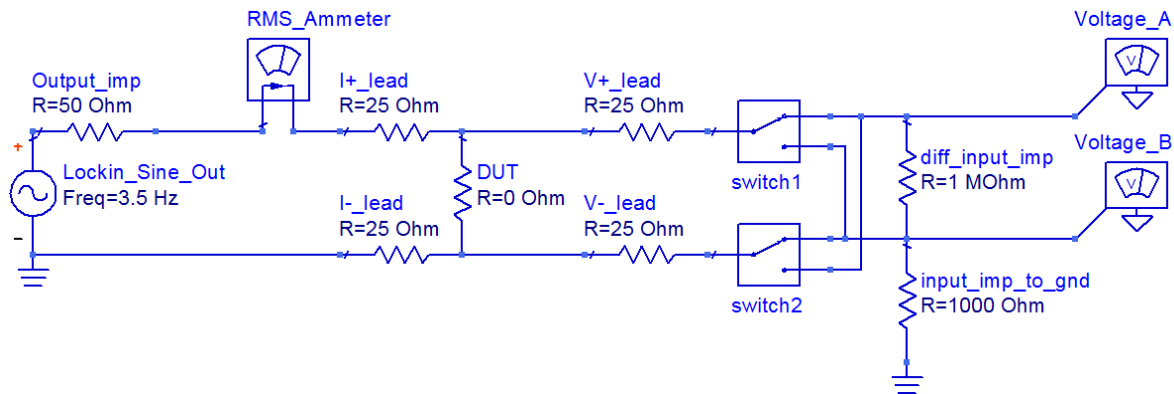 RMS_Ammeter
Voltage_A
Output_imp
R=50 Ohm
I+_lead
R=25 Ohm
V+_lead
R=25 Ohm
V
Voltage_B
+
Lockin_Sine_Out
Freq=3.5 Hz
DUT
R=0 Ohm
switch1
diff_input_imp
R=1 MOhm
V
-
I-_lead
R=25 Ohm
V-_lead
R=25 Ohm
switch2
input_imp_to_gnd
R=1000 Ohm